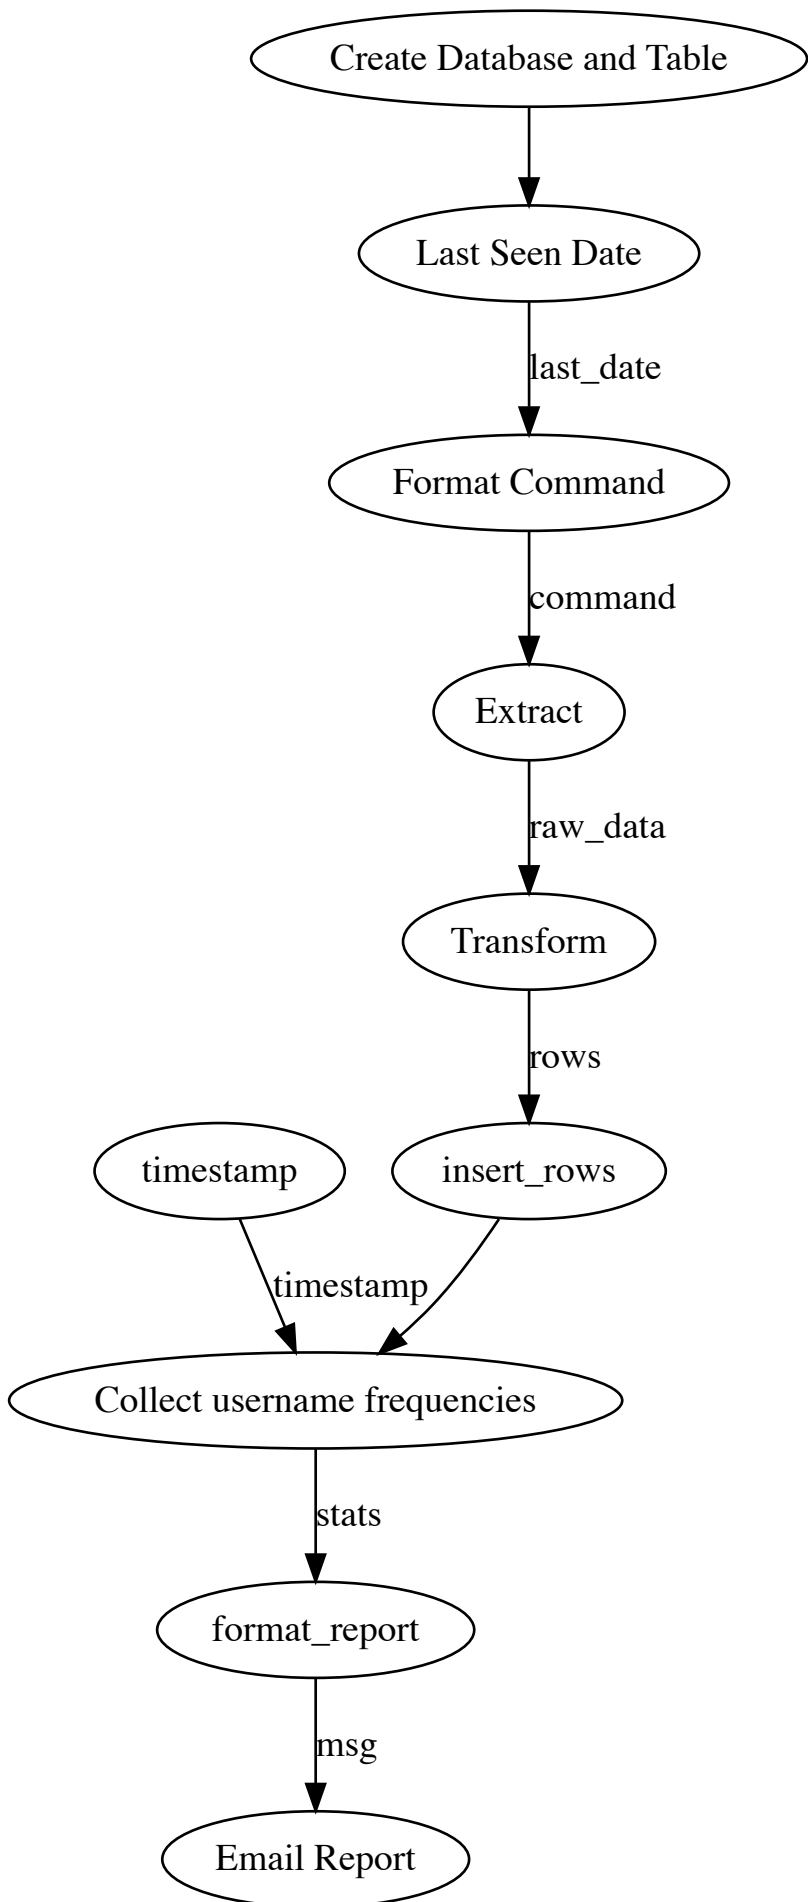 Create Database and Table
Last Seen Date
last_date
Format Command
command
Extract
raw_data
Transform
rows
timestamp
insert_rows
timestamp
Collect username frequencies
stats
format_report
msg
Email Report